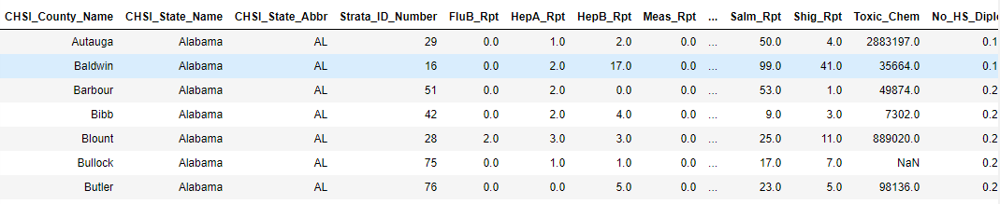 CHSI_County_Name CHSI_State_Name CHSI_State_Abbr Strata_ID_Number FluB_Rpt HepA_Rpt HepB_Rpt Meas_Rpt ... Salm_Rpt Shig_Rpt Toxic_Chem No_HS_Diplo
Autauga Alabama AL 29 0.0 1.0 2.0 0.0 ... 50.0 4.0 2883197.0 0.1
Baldwin Alabama AL 16 0.0 2.0 17.0 0.0 ... 99.0 41.0 35664.0 0.1
Barbour Alabama AL 51 0.0 2.0 0.0 0.0 ... 53.0 1.0 49874.0 0.2
Bibb Alabama AL 42 0.0 2.0 4.0 0.0 ... 9.0 3.0 7302.0 0.2
Blount Alabama AL 28 2.0 3.0 3.0 0.0 ... 25.0 11.0 889020.0 0.2
Bullock Alabama AL 75 0.0 1.0 1.0 0.0 ... 17.0 7.0 NaN 0.2
Butler Alabama AL 76 0.0 0.0 5.0 0.0 ... 23.0 5.0 98136.0 0.2